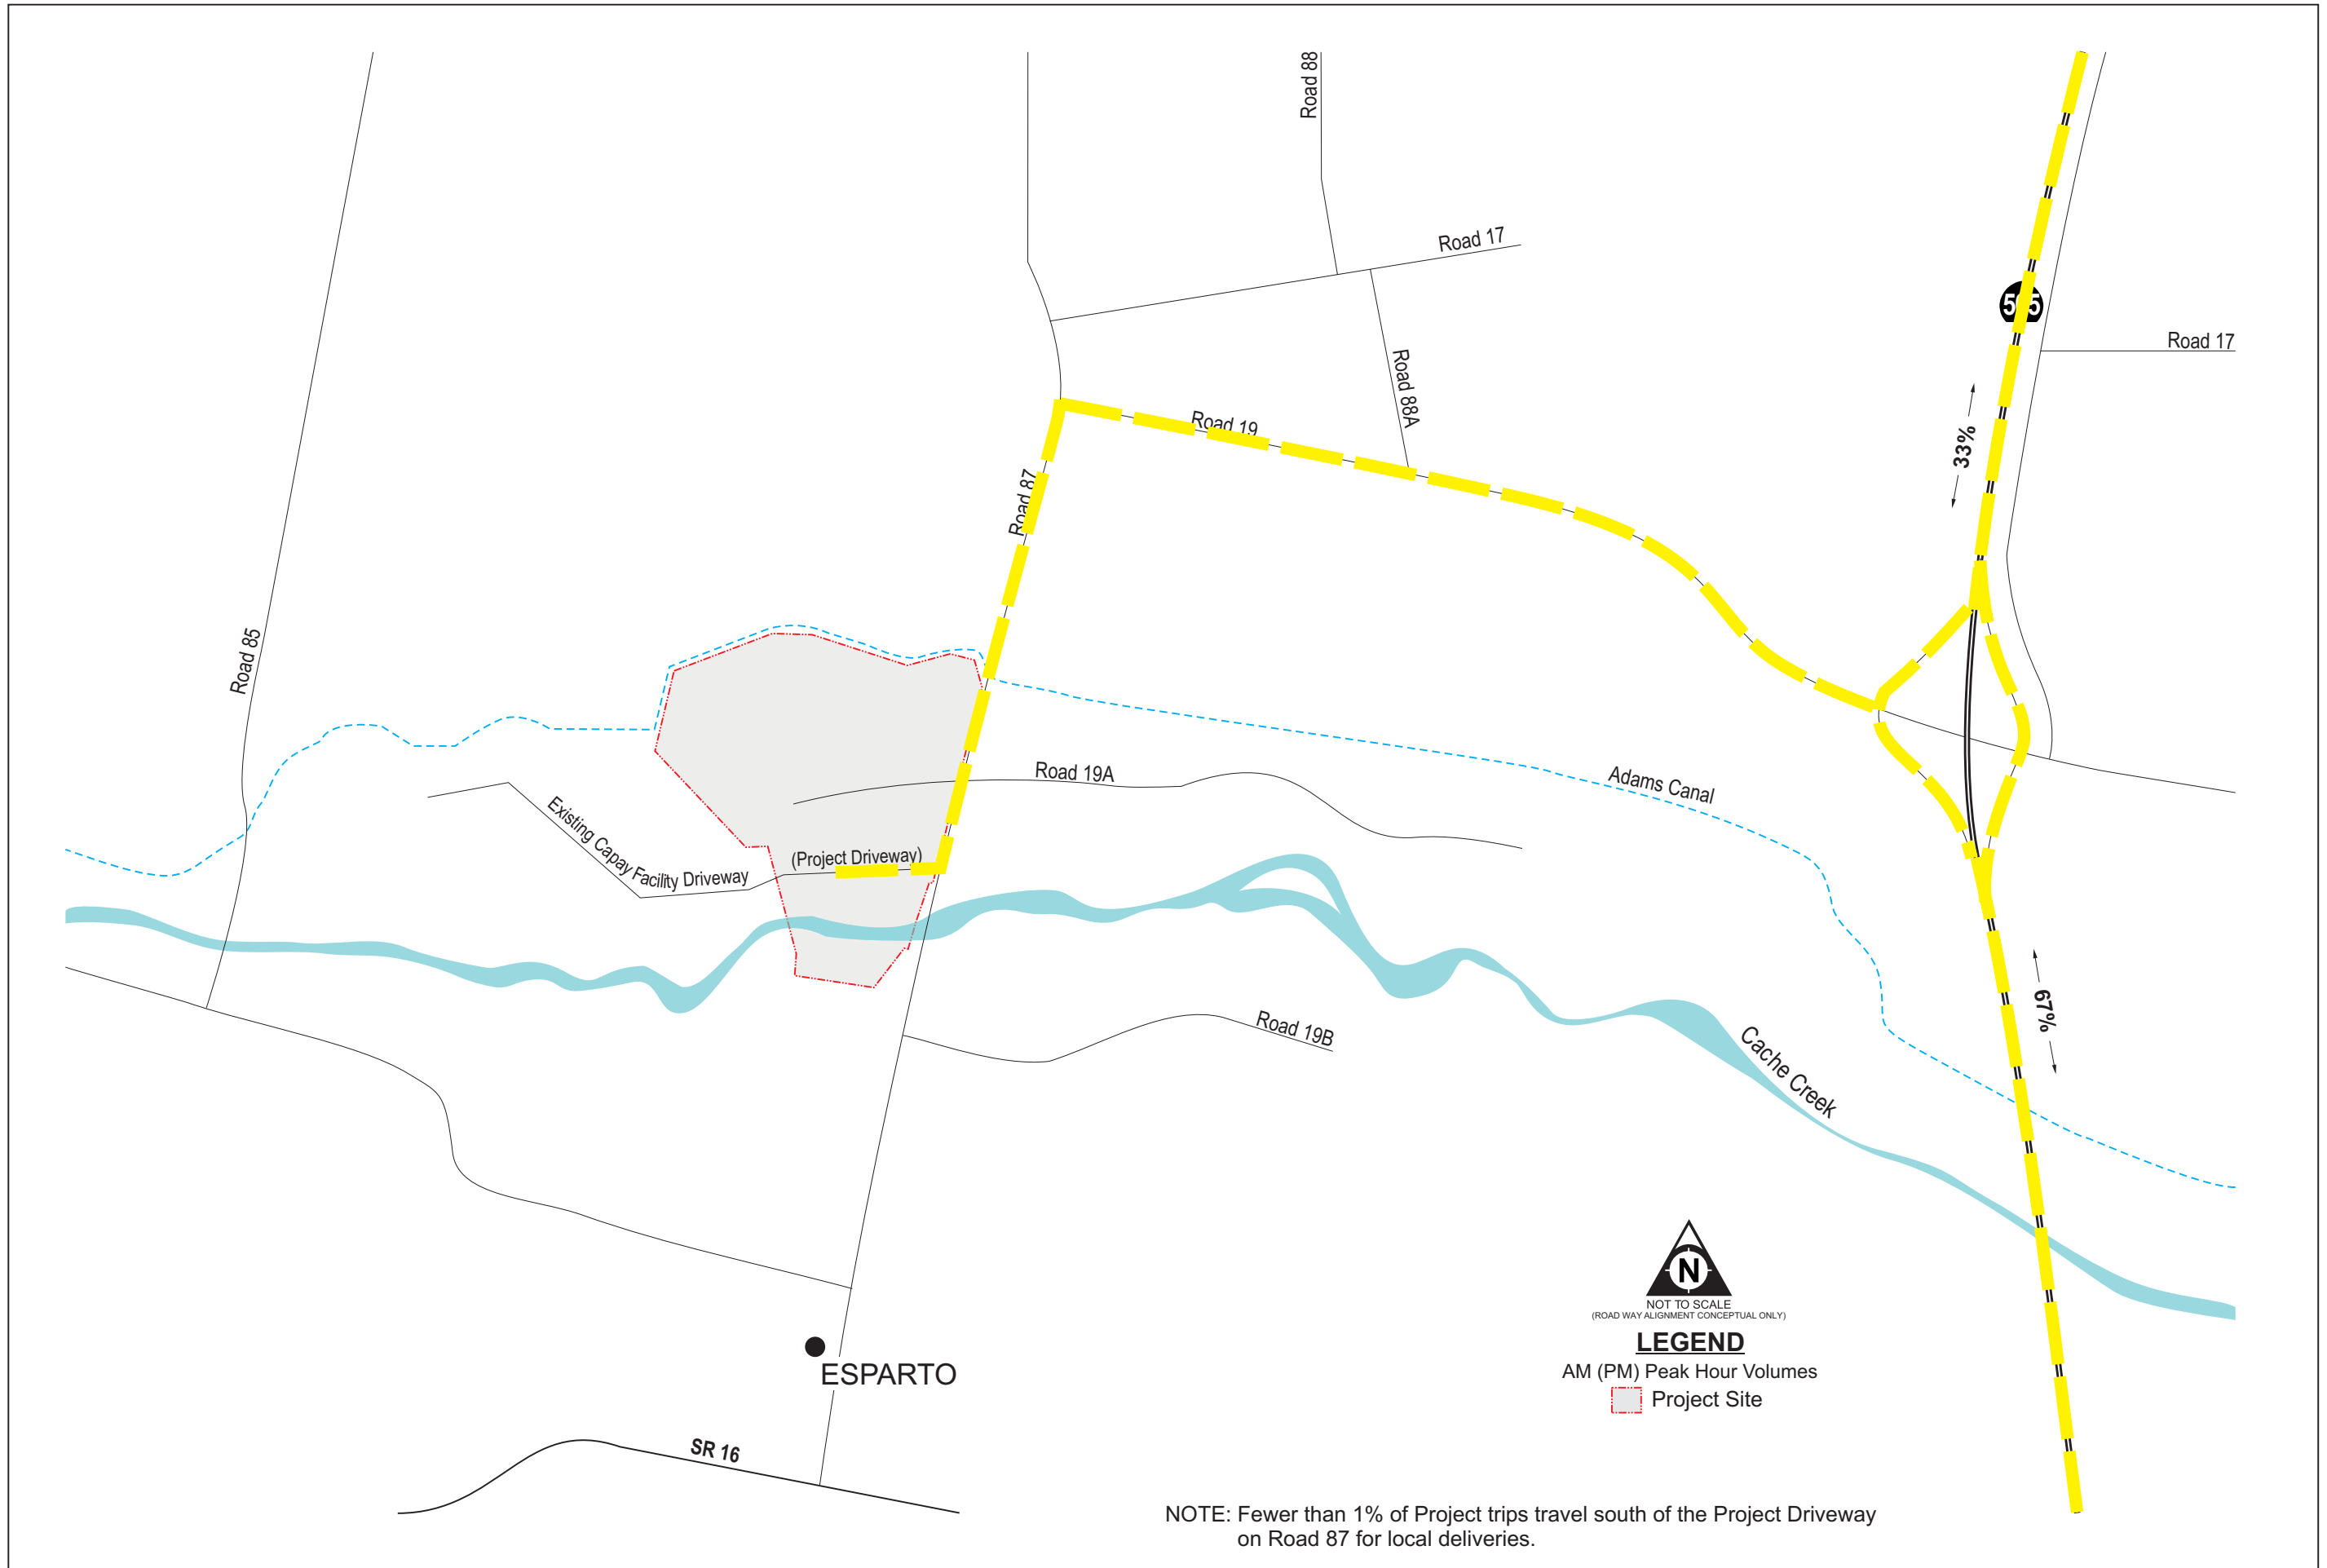 Road 88
Road 17
505
Road 17
33%
Road 88A
Road 19
Road 87
Road 85
Road 19A
Adams Canal
Existing Capay Facility Driveway
(Project Driveway)
67%
Road 19B
Cache Creek
N
NOT TO SCALE
(ROAD WAY ALIGNMENT CONCEPTUAL ONLY)
LEGEND
AM (PM) Peak Hour Volumes
Project Site
ESPARTO
SR 16
NOTE: Fewer than 1% of Project trips travel south of the Project Driveway
on Road 87 for local deliveries.